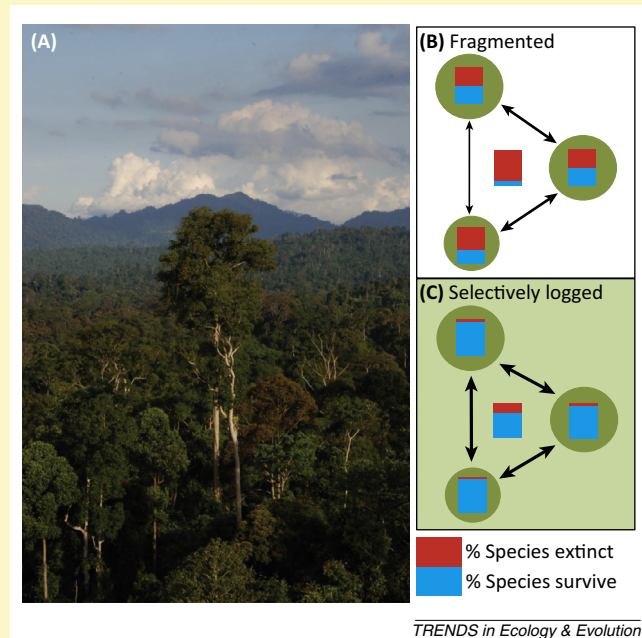 (A)
(B) Fragmented
(C) Selectively logged
% Species extinct
% Species survive
TRENDS in Ecology & Evolution